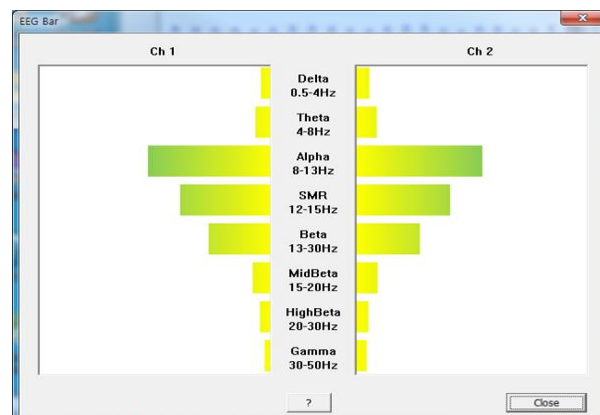 EEG Bar
Ch 1
Ch 2
Delta
0.5-4Hz
Theta
4-8Hz
Alpha
8-13Hz
SMR
12-15Hz
Beta
13-30Hz
MidBeta
15-20Hz
HighBeta
20-30Hz
Gamma
30-50Hz
?
Close